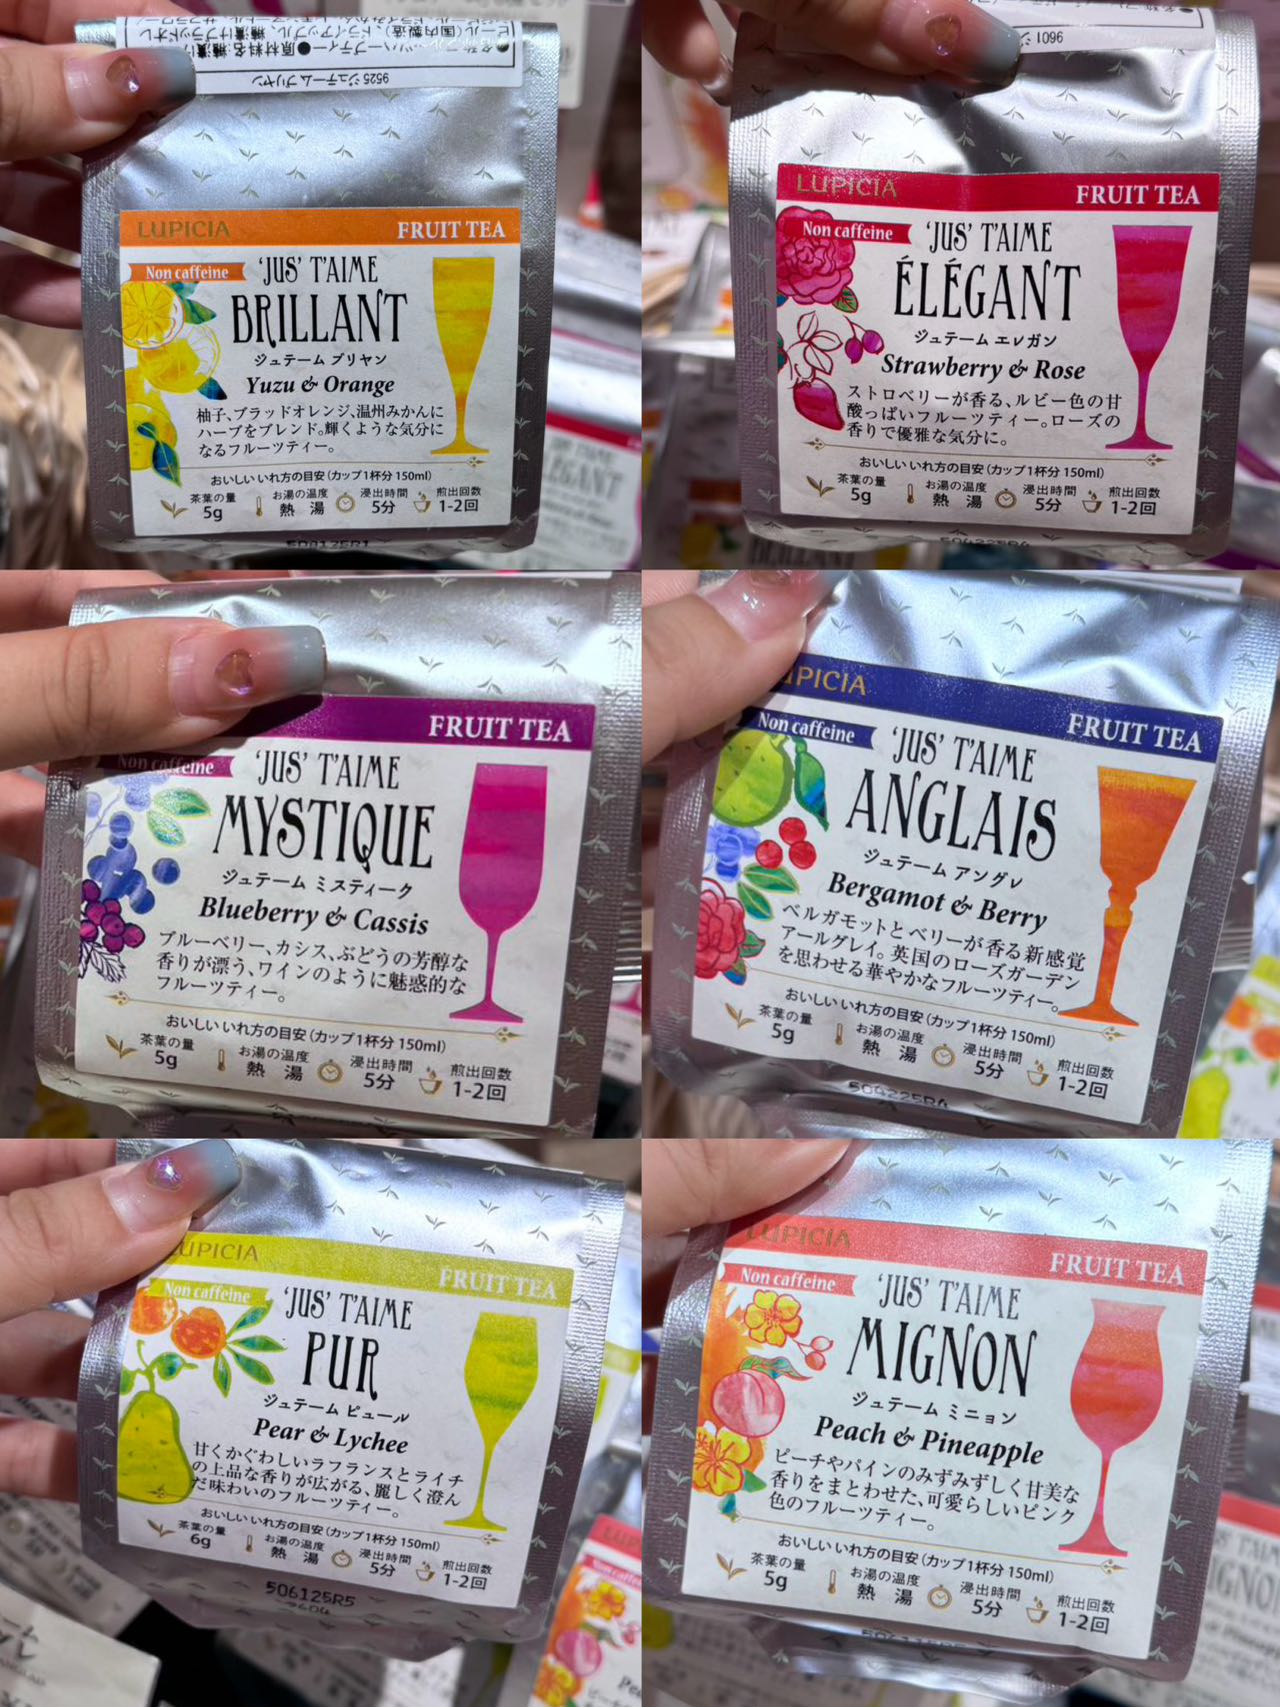 9525 ジュテーム ブリヤン
LUPICIA
FRUIT TEA
Non caffeine
'JUS' T'AIME
BRILLANT
ジュテーム ブリヤン
Yuzu & Orange
柚子、ブラッドオレンジ、温州みかんに
ハーブをブレンド。輝くような気分に
なるフルーツティー。
おいしいいれ方の目安(カップ1杯分 150ml)
茶葉の量 5g
お湯の温度 熱湯
浸出時間 5分
煎出回数 1-2回
9601
LUPICIA
FRUIT TEA
Non caffeine
'JUS' T'AIME
ÉLÉGANT
ジュテーム エレガン
Strawberry & Rose
ストロベリーが香る、ルビー色の甘
酸っぱいフルーツティー。ローズの
香りで優雅な気分に。
おいしいいれ方の目安(カップ1杯分 150ml)
茶葉の量 5g
お湯の温度 熱湯
浸出時間 5分
煎出回数 1-2回
FRUIT TEA
Non caffeine
'JUS' T'AIME
MYSTIQUE
ジュテーム ミスティーク
Blueberry & Cassis
ブルーベリー、カシス、ぶどうの芳醇な
香りが漂う、ワインのように魅惑的な
フルーツティー。
おいしいいれ方の目安(カップ1杯分 150ml)
茶葉の量 5g
お湯の温度 熱湯
浸出時間 5分
煎出回数 1-2回
LUPICIA
FRUIT TEA
Non caffeine
'JUS' T'AIME
ANGLAIS
ジュテーム アングレ
Bergamot & Berry
ベルガモットとベリーが香る新感覚
アールグレイ。英国のローズガーデン
を思わせる華やかなフルーツティー。
おいしいいれ方の目安(カップ1杯分 150ml)
茶葉の量 5g
お湯の温度 熱湯
浸出時間 5分
煎出回数 1-2回
LUPICIA
FRUIT TEA
Non caffeine
'JUS' T'AIME
PUR
ジュテーム ピュール
Pear & Lychee
甘くかぐわしいラフランスとライチ
の上品な香りが広がる、麗しく澄ん
だ味わいのフルーツティー。
おいしいいれ方の目安(カップ1杯分 150ml)
茶葉の量 6g
お湯の温度 熱湯
浸出時間 5分
煎出回数 1-2回
506125R5
LUPICIA
FRUIT TEA
Non caffeine
'JUS' T'AIME
MIGNON
ジュテーム ミニョン
Peach & Pineapple
ピーチやパインのみずみずしく甘美な
香りをまとわせた、可愛らしいピンク
色のフルーツティー。
おいしいいれ方の目安(カップ1杯分 150ml)
茶葉の量 5g
お湯の温度 熱湯
浸出時間 5分
煎出回数 1-2回